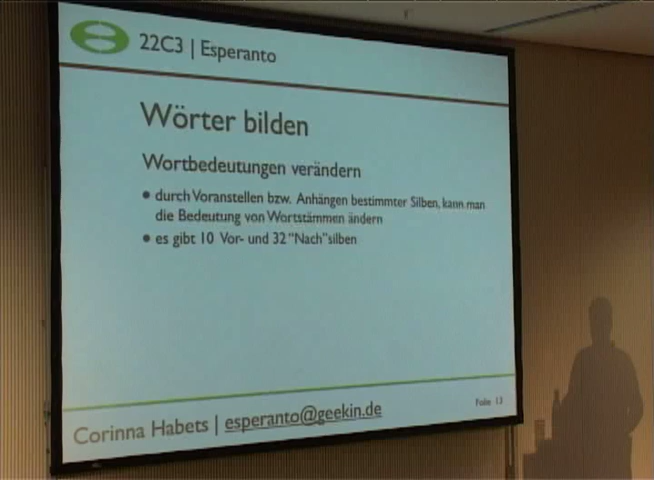 22C3 | Esperanto
Wörter bilden
Wortbedeutungen verändern
• durch Voranstellen bzw. Anhängen bestimmter Silben, kann man
die Bedeutung von Wortstämmen ändern
• es gibt 10 Vor- und 32 "Nach"silben
Corinna Habets | esperanto@geekin.de
Folie 13